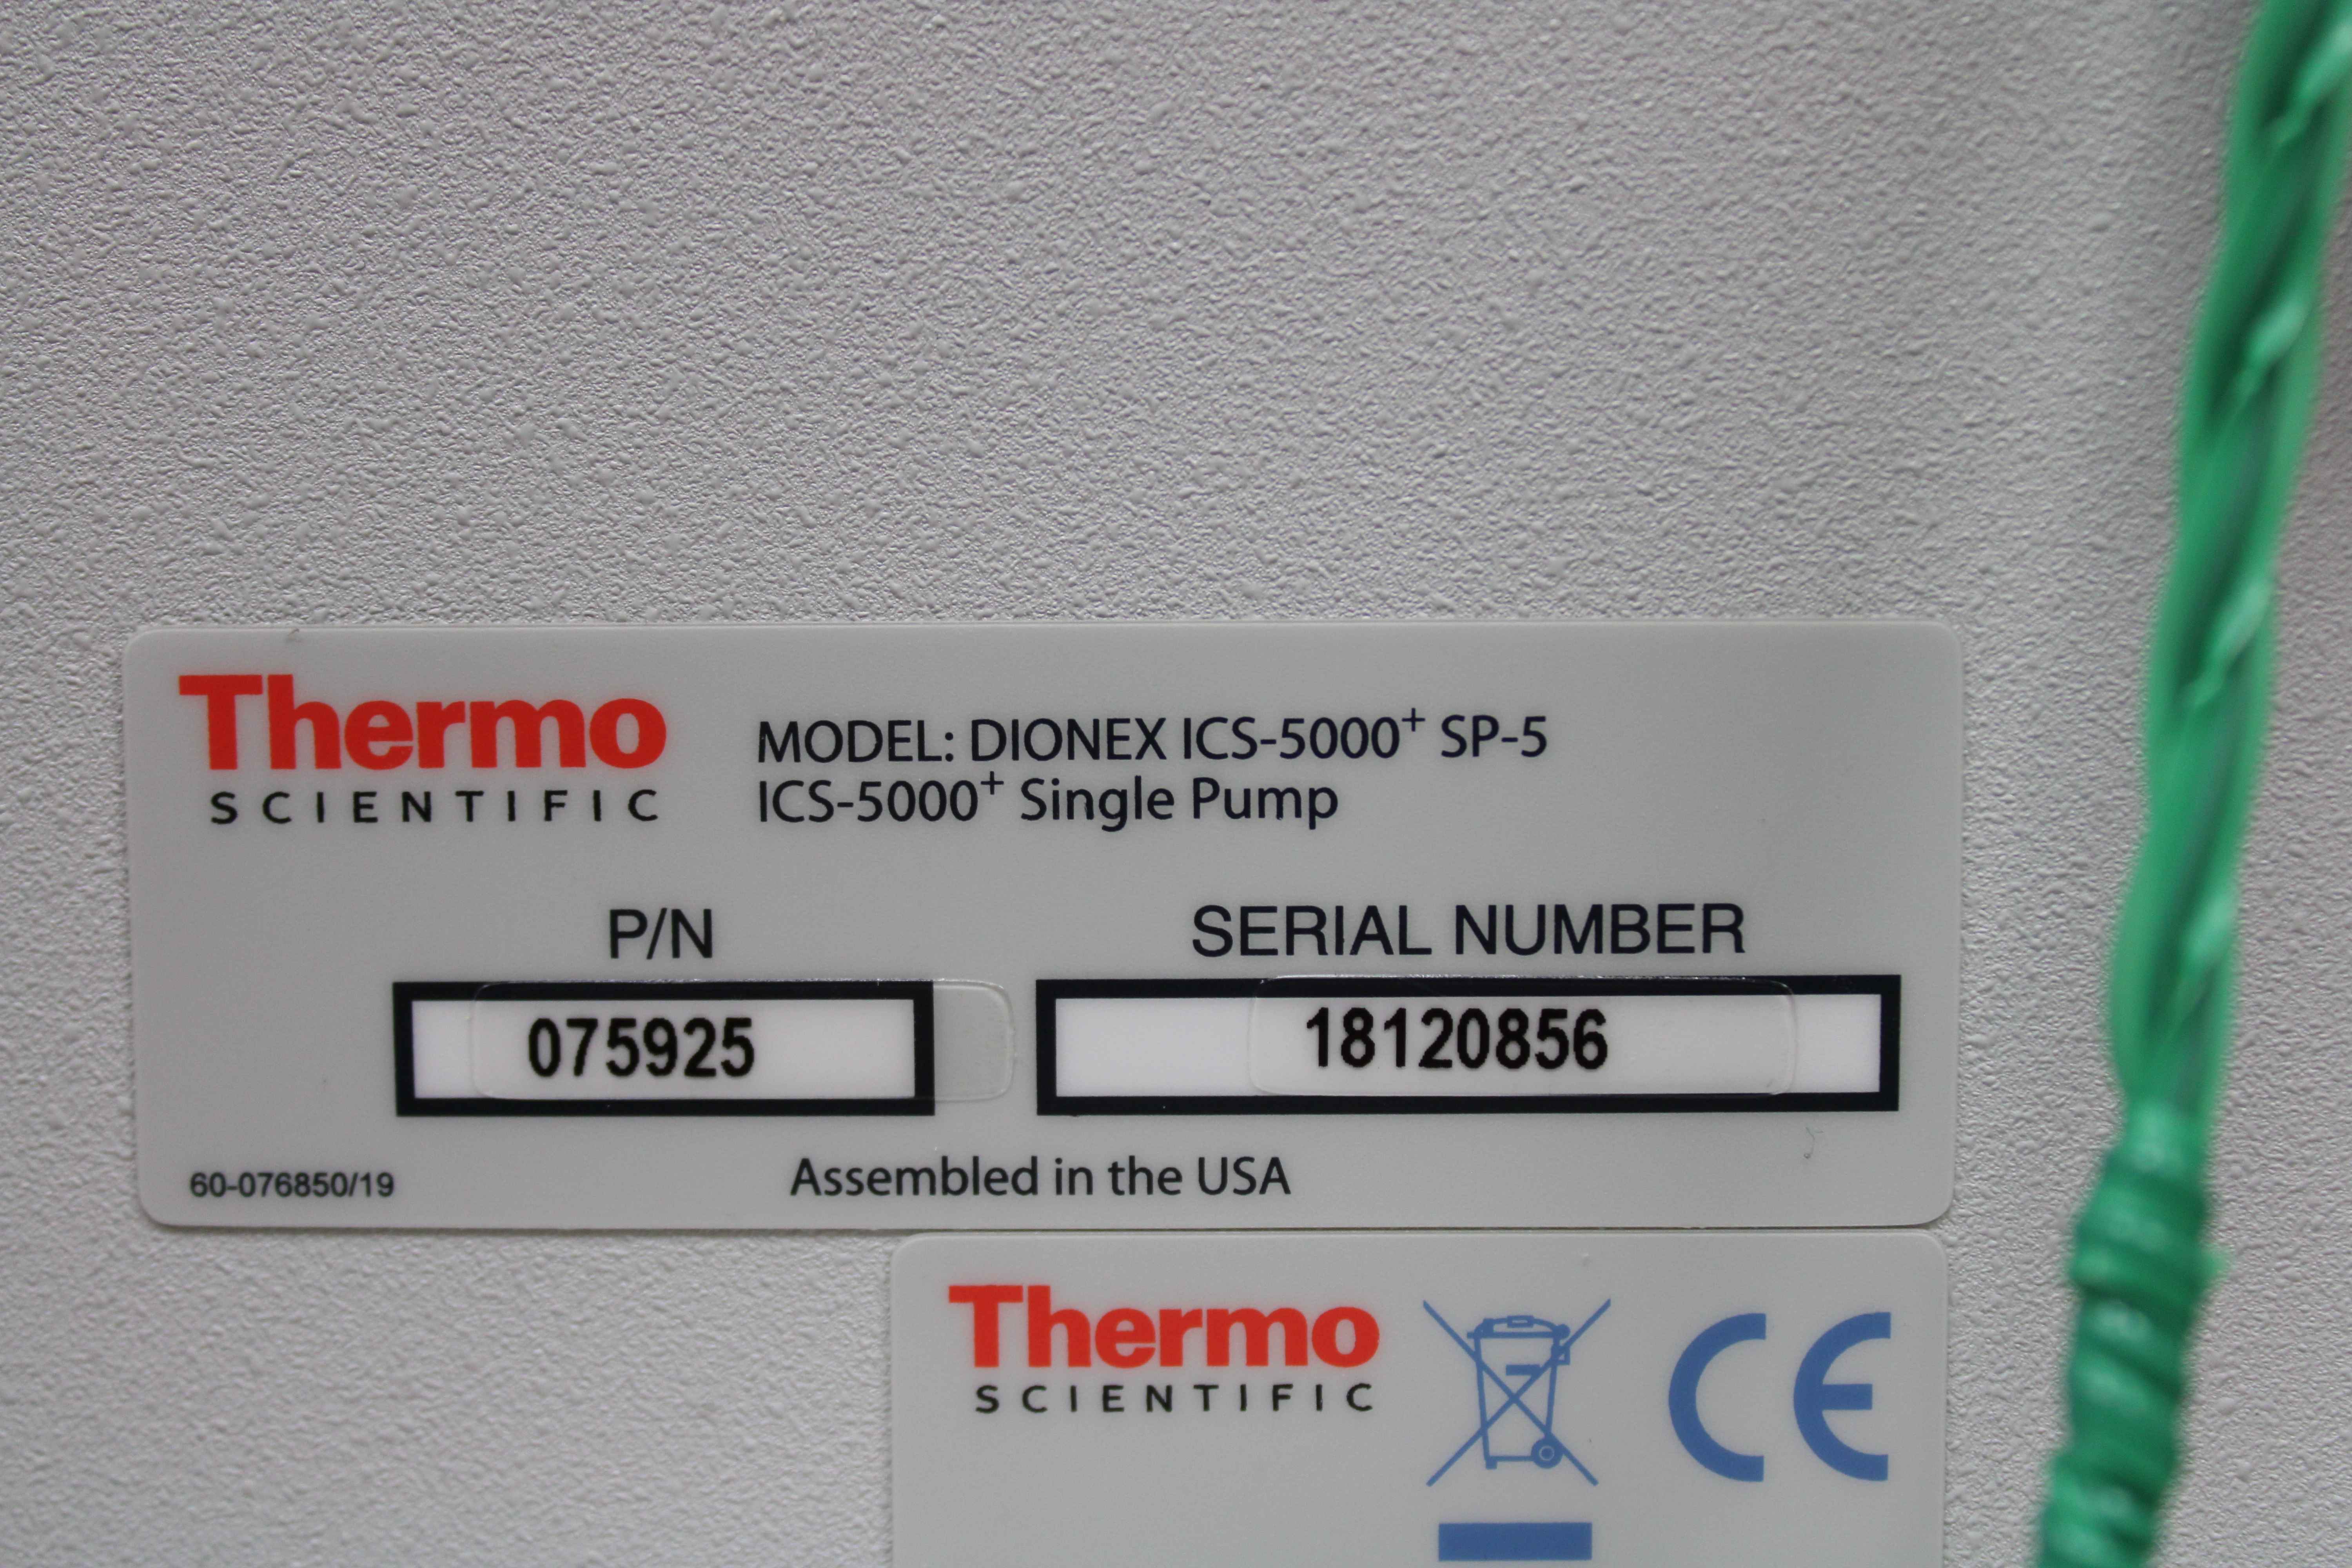 Thermo
SCIENTIFIC
MODEL: DIONEX ICS-5000⁺ SP-5
ICS-5000⁺ Single Pump
P/N
SERIAL NUMBER
075925
18120856
60-076850/19
Assembled in the USA
Thermo
SCIENTIFIC
CE